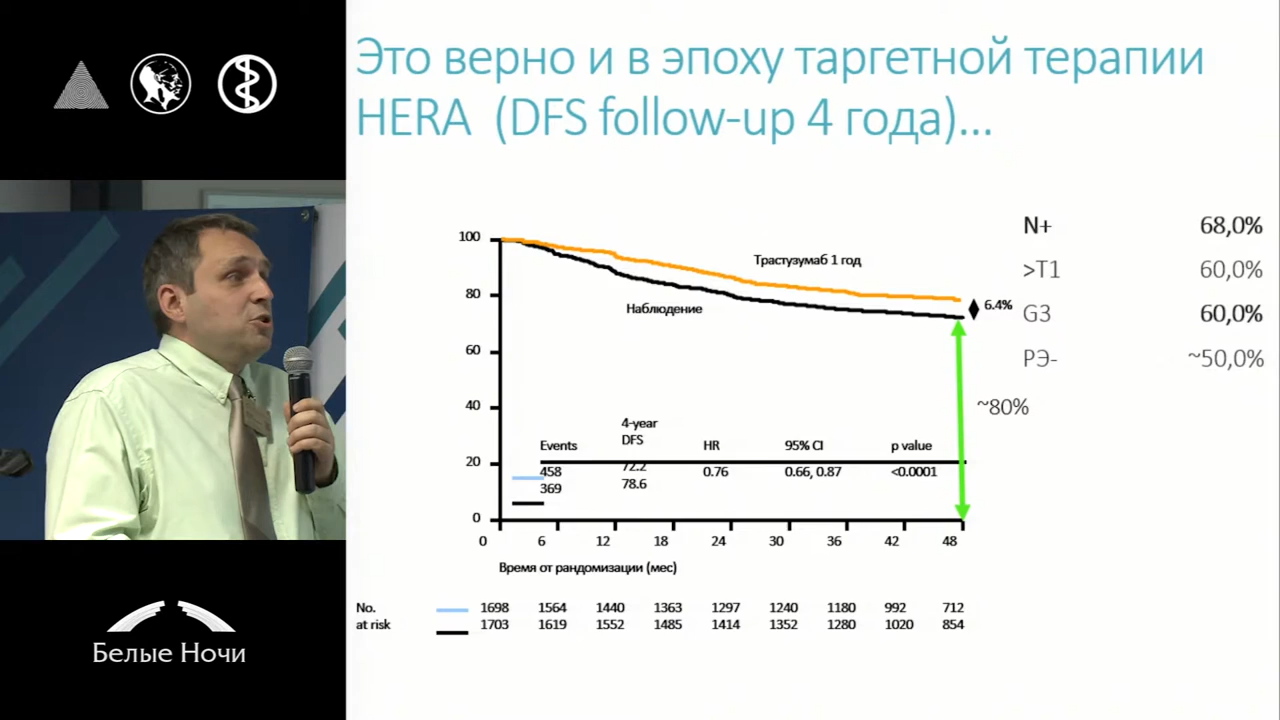 Это верно и в эпоху таргетной терапии
HERA (DFS follow-up 4 года)...
N+ 68,0%
>T1 60,0%
G3 60,0%
РЭ- ~50,0%
~80%
100
80
60
40
20
0
Трастузумаб 1 год
Наблюдение
6.4%
Events 4-year DFS HR 95% CI p value
458 72.2 0.76 0.66, 0.87 <0.0001
369 78.6
0 6 12 18 24 30 36 42 48
Время от рандомизации (мес)
No. 1698 1564 1440 1363 1297 1240 1180 992 712
at risk 1703 1619 1552 1485 1414 1352 1280 1020 854
Белые Ночи